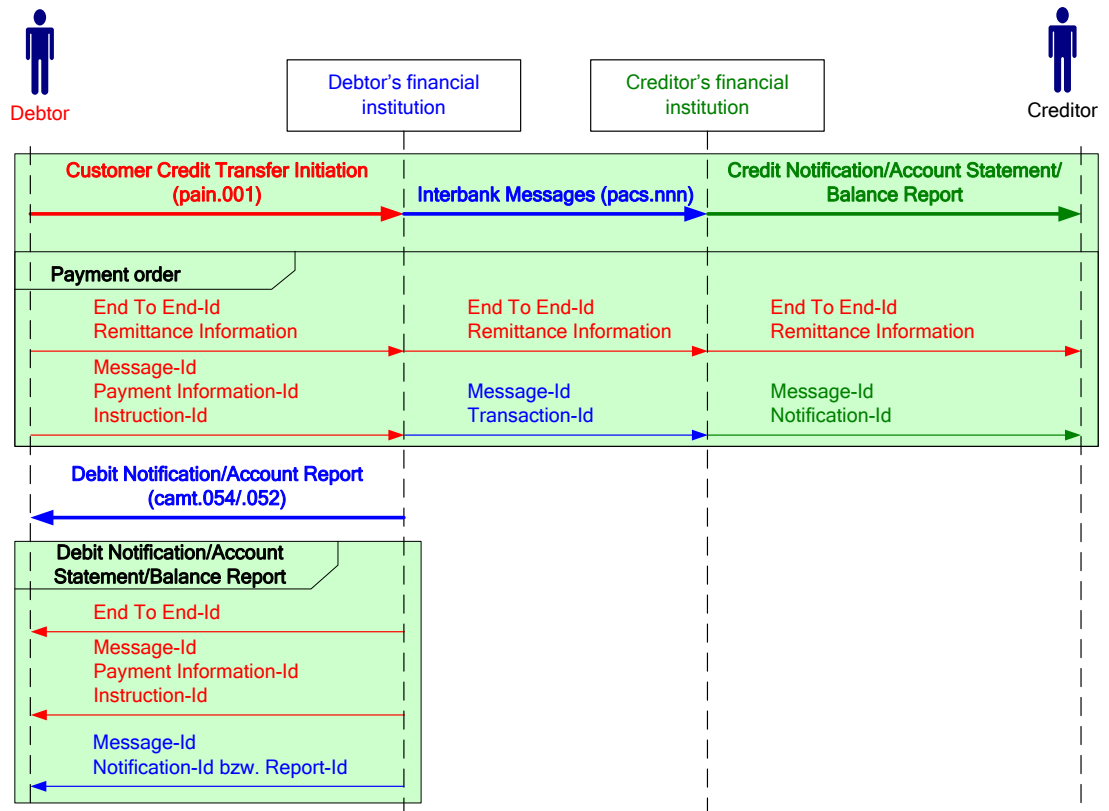 Debtor
Debtor's financial
institution
Creditor's financial
institution
Creditor
Customer Credit Transfer Initiation
(pain.001)
Interbank Messages (pacs.nnn)
Credit Notification/Account Statement/
Balance Report
Payment order
End To End-Id
Remittance Information
End To End-Id
Remittance Information
End To End-Id
Remittance Information
Message-Id
Payment Information-Id
Instruction-Id
Message-Id
Transaction-Id
Message-Id
Notification-Id
Debit Notification/Account Report
(camt.054/.052)
Debit Notification/Account
Statement/Balance Report
End To End-Id
Message-Id
Payment Information-Id
Instruction-Id
Message-Id
Notification-Id bzw. Report-Id